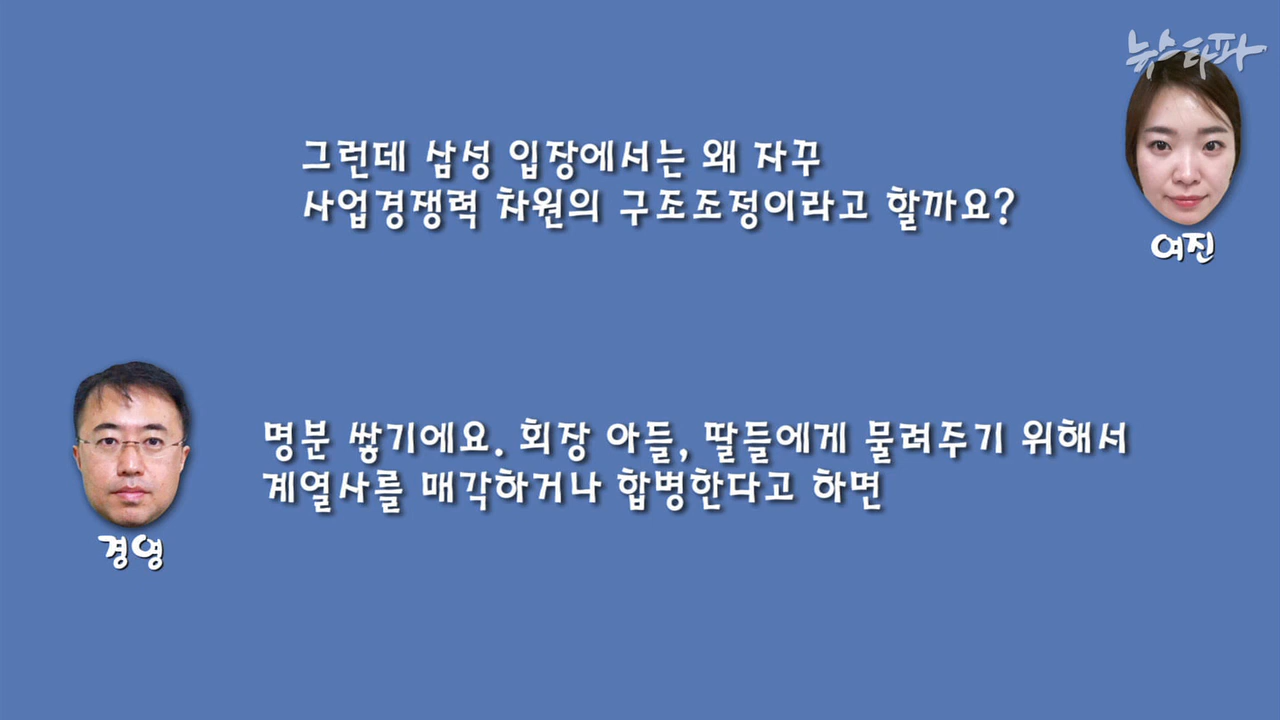 뉴스타파
그런데 삼성 입장에서는 왜 자꾸
사업경쟁력 차원의 구조조정이라고 할까요?
여진
명분 쌓기에요. 회장 아들, 딸들에게 물려주기 위해서
계열사를 매각하거나 합병한다고 하면
경영